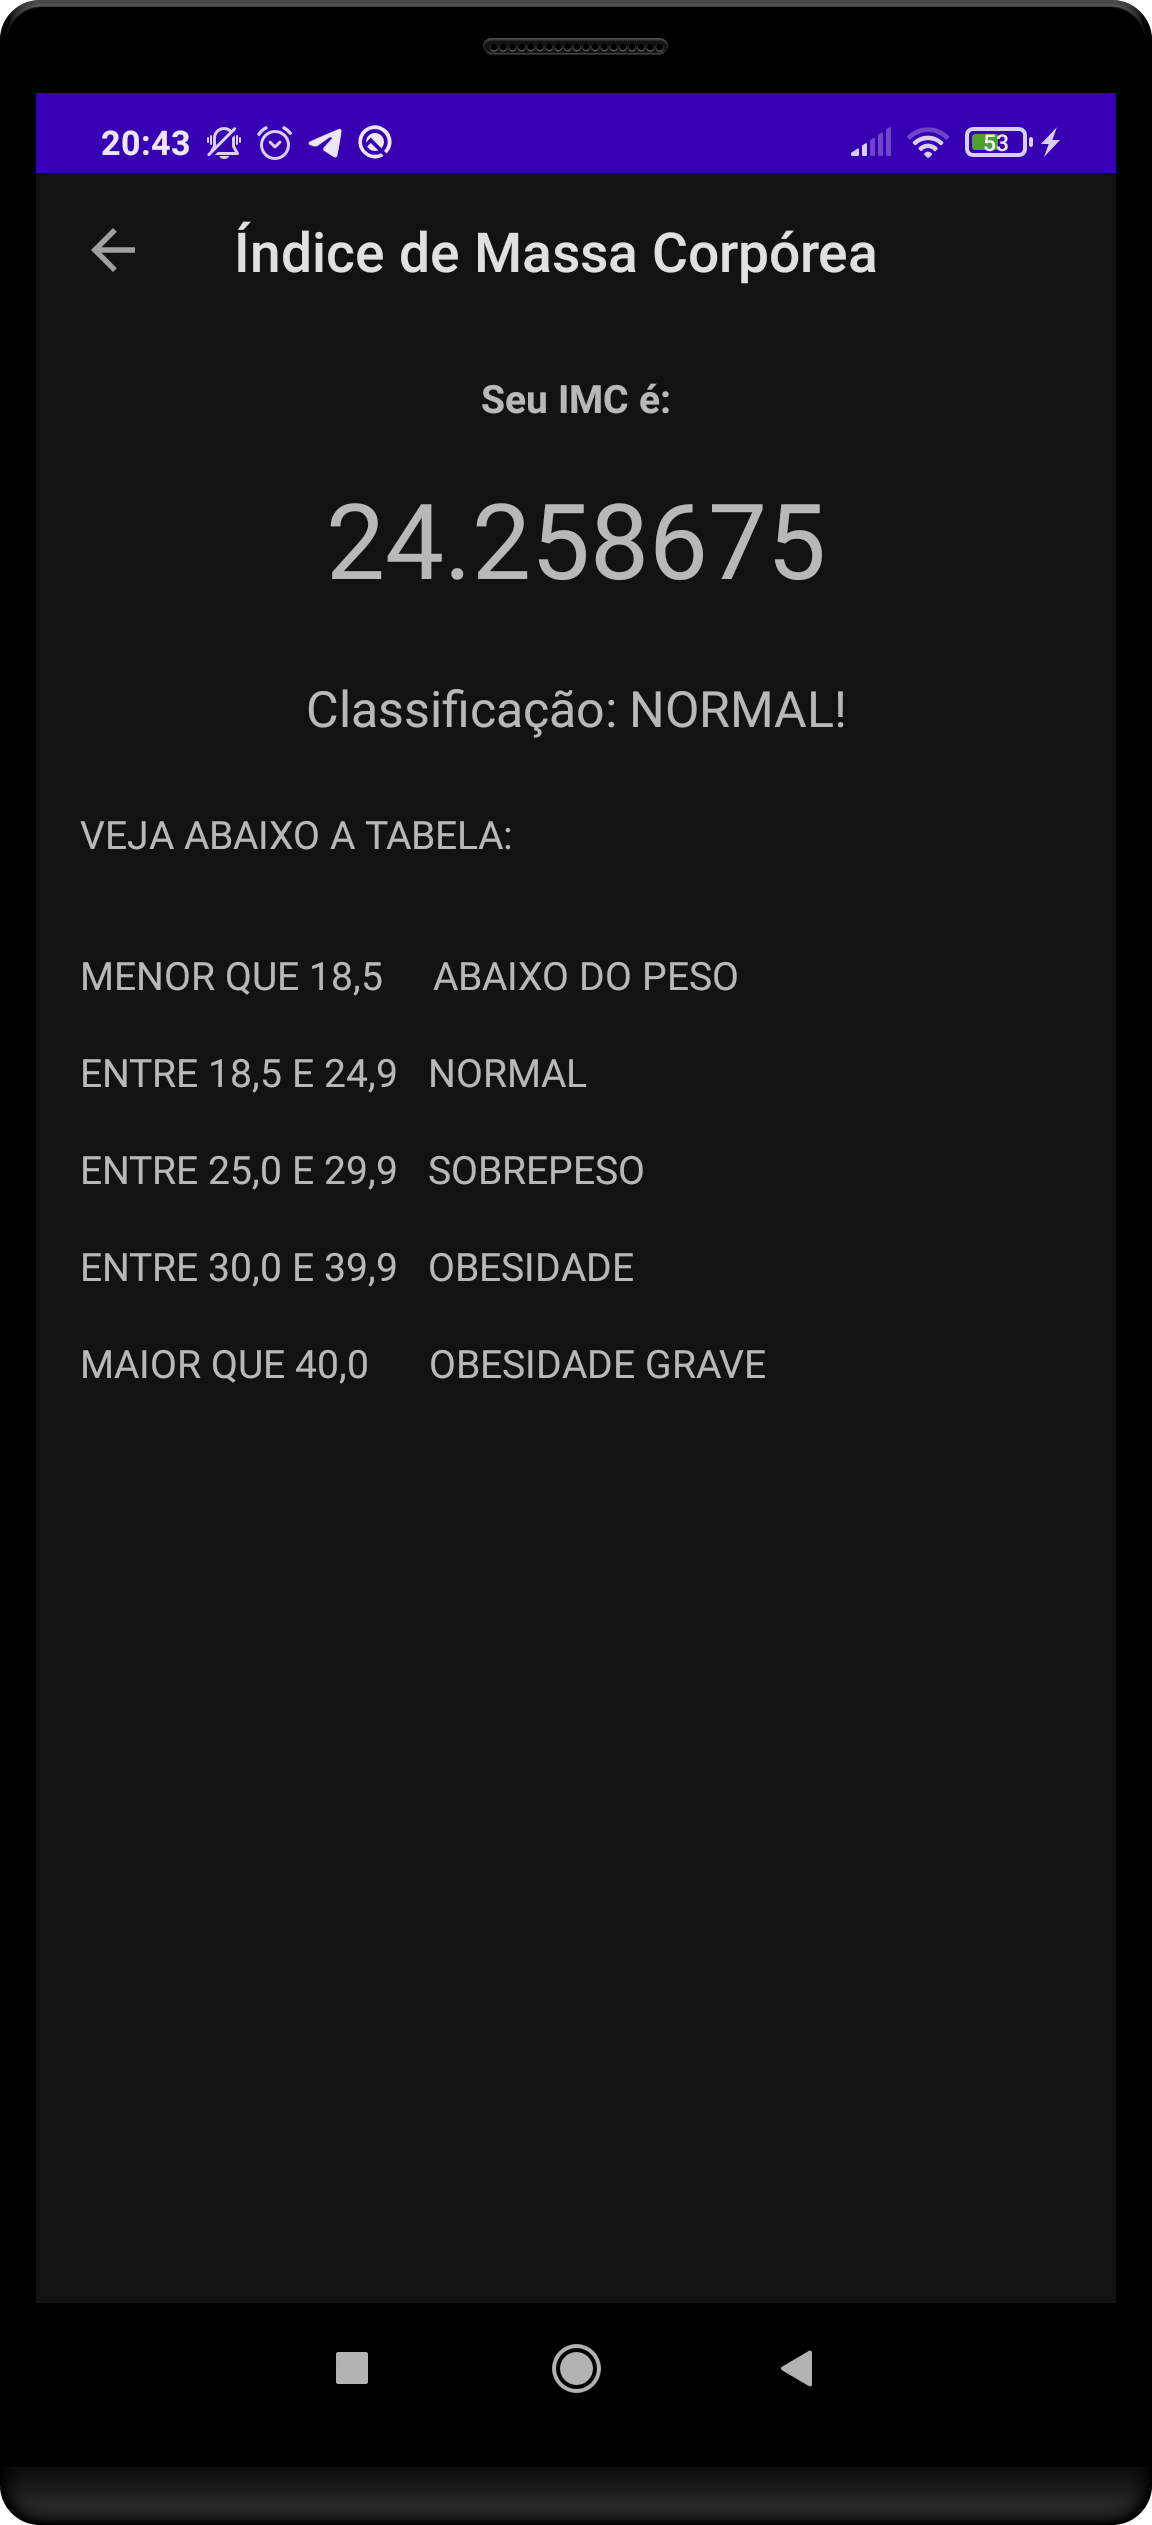 20:43
53
Índice de Massa Corpórea
Seu IMC é:
24.258675
Classificação: NORMAL!
VEJA ABAIXO A TABELA:
MENOR QUE 18,5 ABAIXO DO PESO
ENTRE 18,5 E 24,9 NORMAL
ENTRE 25,0 E 29,9 SOBREPESO
ENTRE 30,0 E 39,9 OBESIDADE
MAIOR QUE 40,0 OBESIDADE GRAVE